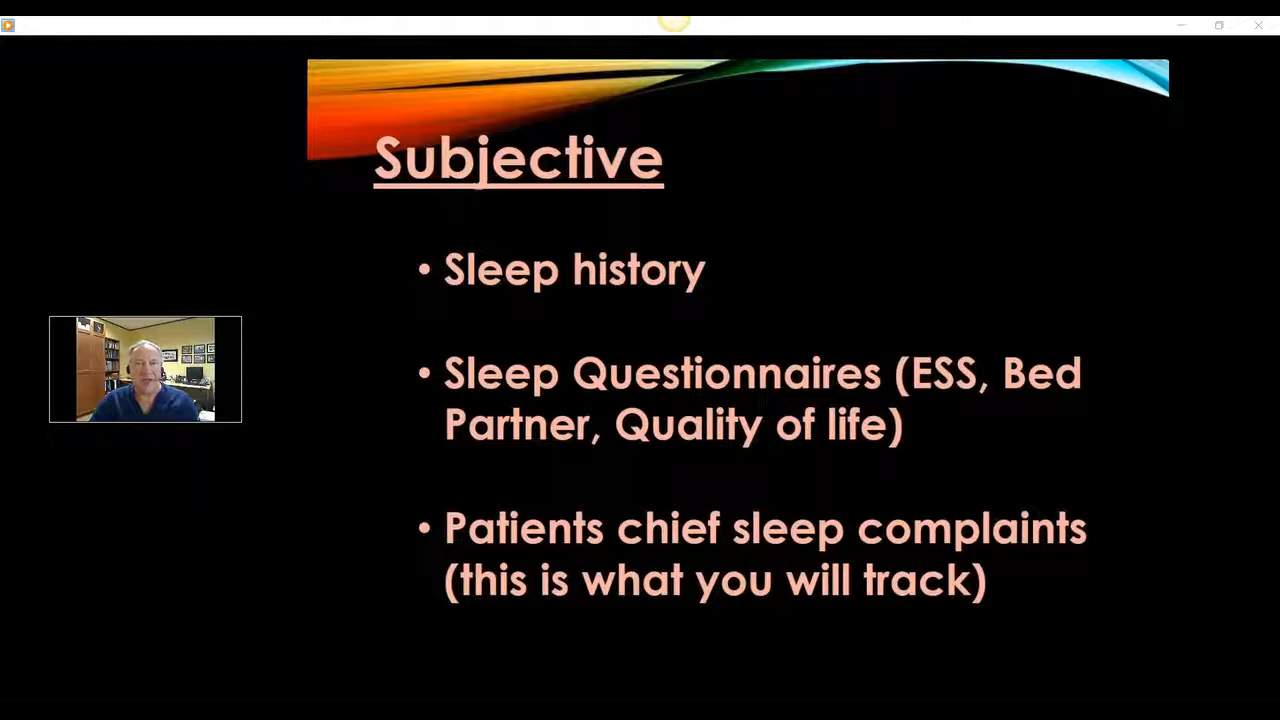 Subjective
• Sleep history
• Sleep Questionnaires (ESS, Bed
Partner, Quality of life)
• Patients chief sleep complaints
(this is what you will track)